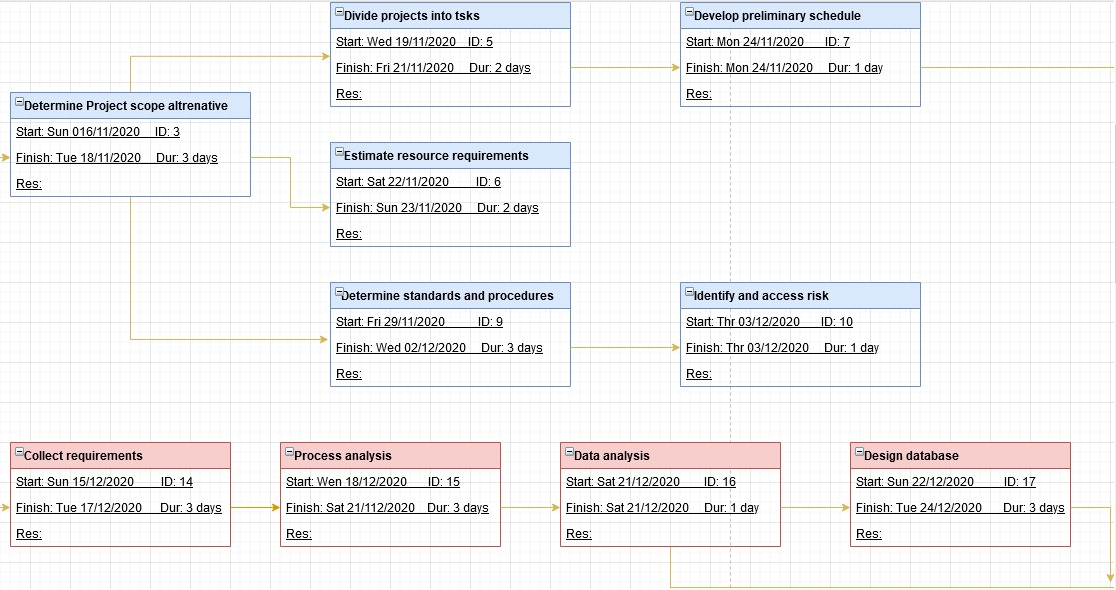 Divide projects into tsks
Start: Wed 19/11/2020 ID: 5
Finish: Fri 21/11/2020 Dur: 2 days
Res:
Develop preliminary schedule
Start: Mon 24/11/2020 ID: 7
Finish: Mon 24/11/2020 Dur: 1 day
Res:
Determine Project scope altrenative
Start: Sun 016/11/2020 ID: 3
Finish: Tue 18/11/2020 Dur: 3 days
Res:
Estimate resource requirements
Start: Sat 22/11/2020 ID: 6
Finish: Sun 23/11/2020 Dur: 2 days
Res:
Determine standards and procedures
Start: Fri 29/11/2020 ID: 9
Finish: Wed 02/12/2020 Dur: 3 days
Res:
Identify and access risk
Start: Thr 03/12/2020 ID: 10
Finish: Thr 03/12/2020 Dur: 1 day
Res:
Collect requirements
Start: Sun 15/12/2020 ID: 14
Finish: Tue 17/12/2020 Dur: 3 days
Res:
Process analysis
Start: Wen 18/12/2020 ID: 15
Finish: Sat 21/112/2020 Dur: 3 days
Res:
Data analysis
Start: Sat 21/12/2020 ID: 16
Finish: Sat 21/12/2020 Dur: 1 day
Res:
Design database
Start: Sun 22/12/2020 ID: 17
Finish: Tue 24/12/2020 Dur: 3 days
Res: